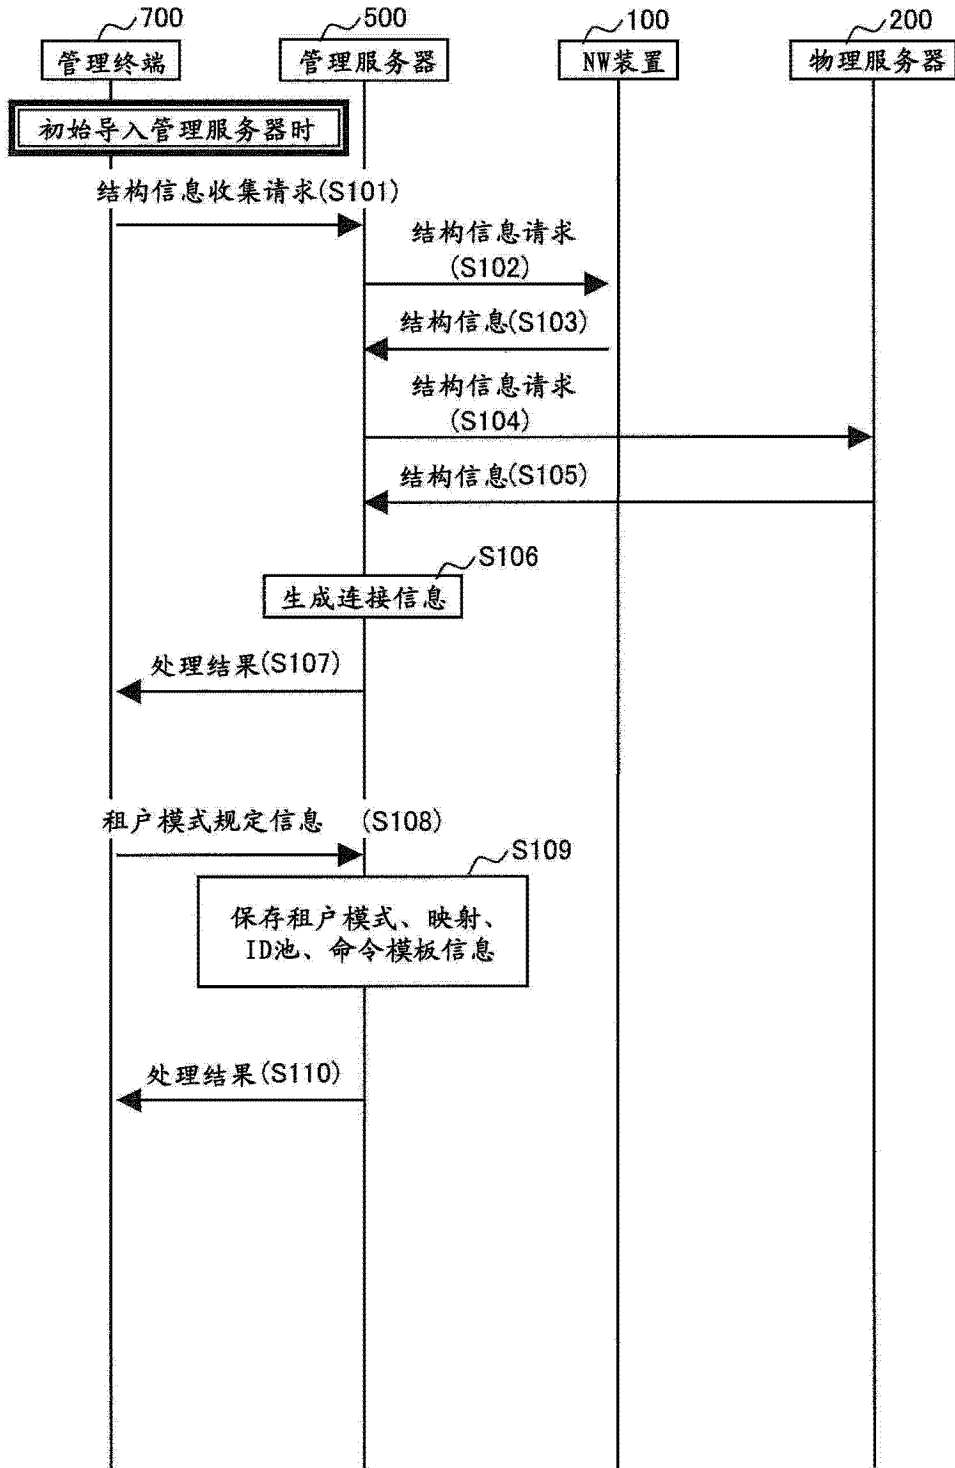 700
500
100
200
管理终端
管理服务器
NW装置
物理服务器
初始导入管理服务器时
结构信息收集请求(S101)
结构信息请求
(S102)
结构信息(S103)
结构信息请求
(S104)
结构信息(S105)
S106
生成连接信息
处理结果(S107)
租户模式规定信息 (S108)
S109
保存租户模式、映射、
ID池、命令模板信息
处理结果(S110)